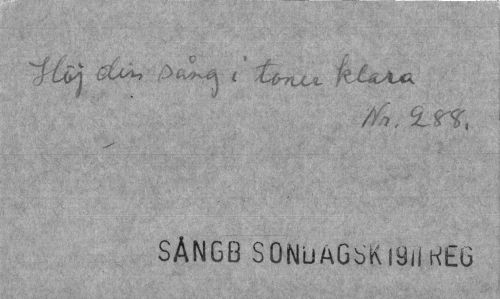 Höj din sång i toner klara
Nr. 288.
SÅNGB SONDAGSK 1911 REG